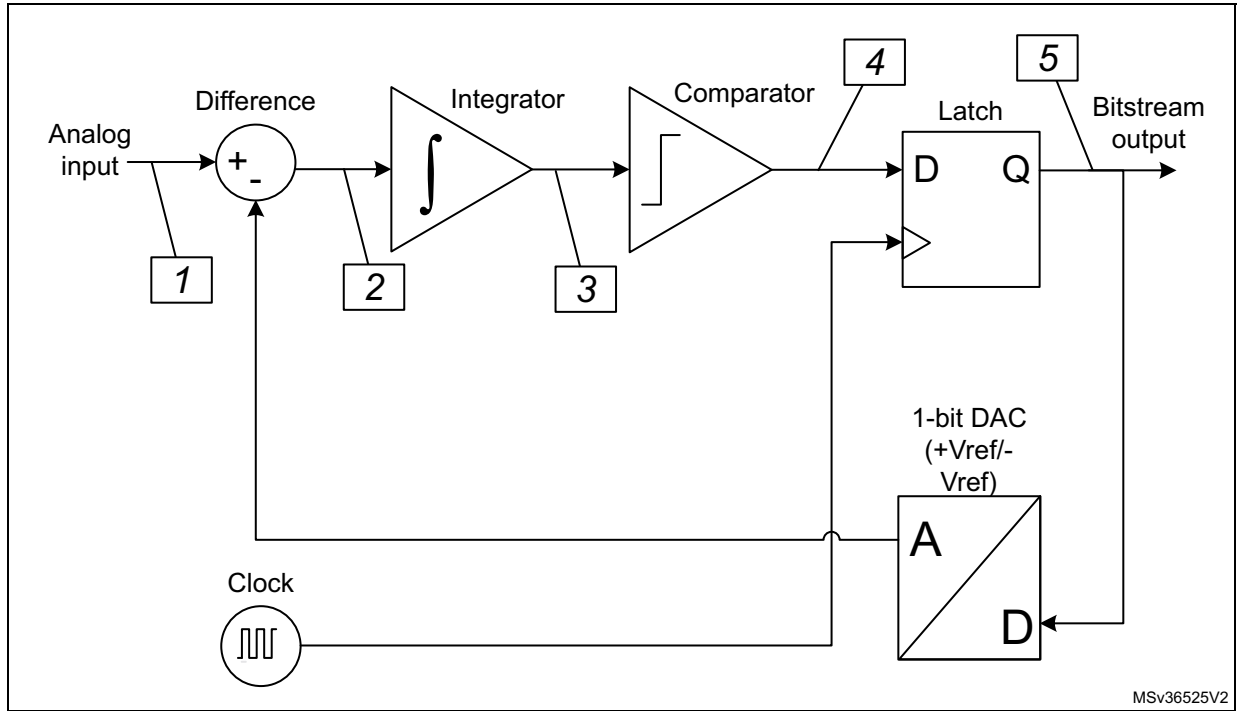 Difference
Analog
input
+
-
1
2
Integrator
∫
3
Comparator
4
Latch
D
Q
5
Bitstream
output
1-bit DAC
(+Vref/-
Vref)
A
D
Clock
MSv36525V2